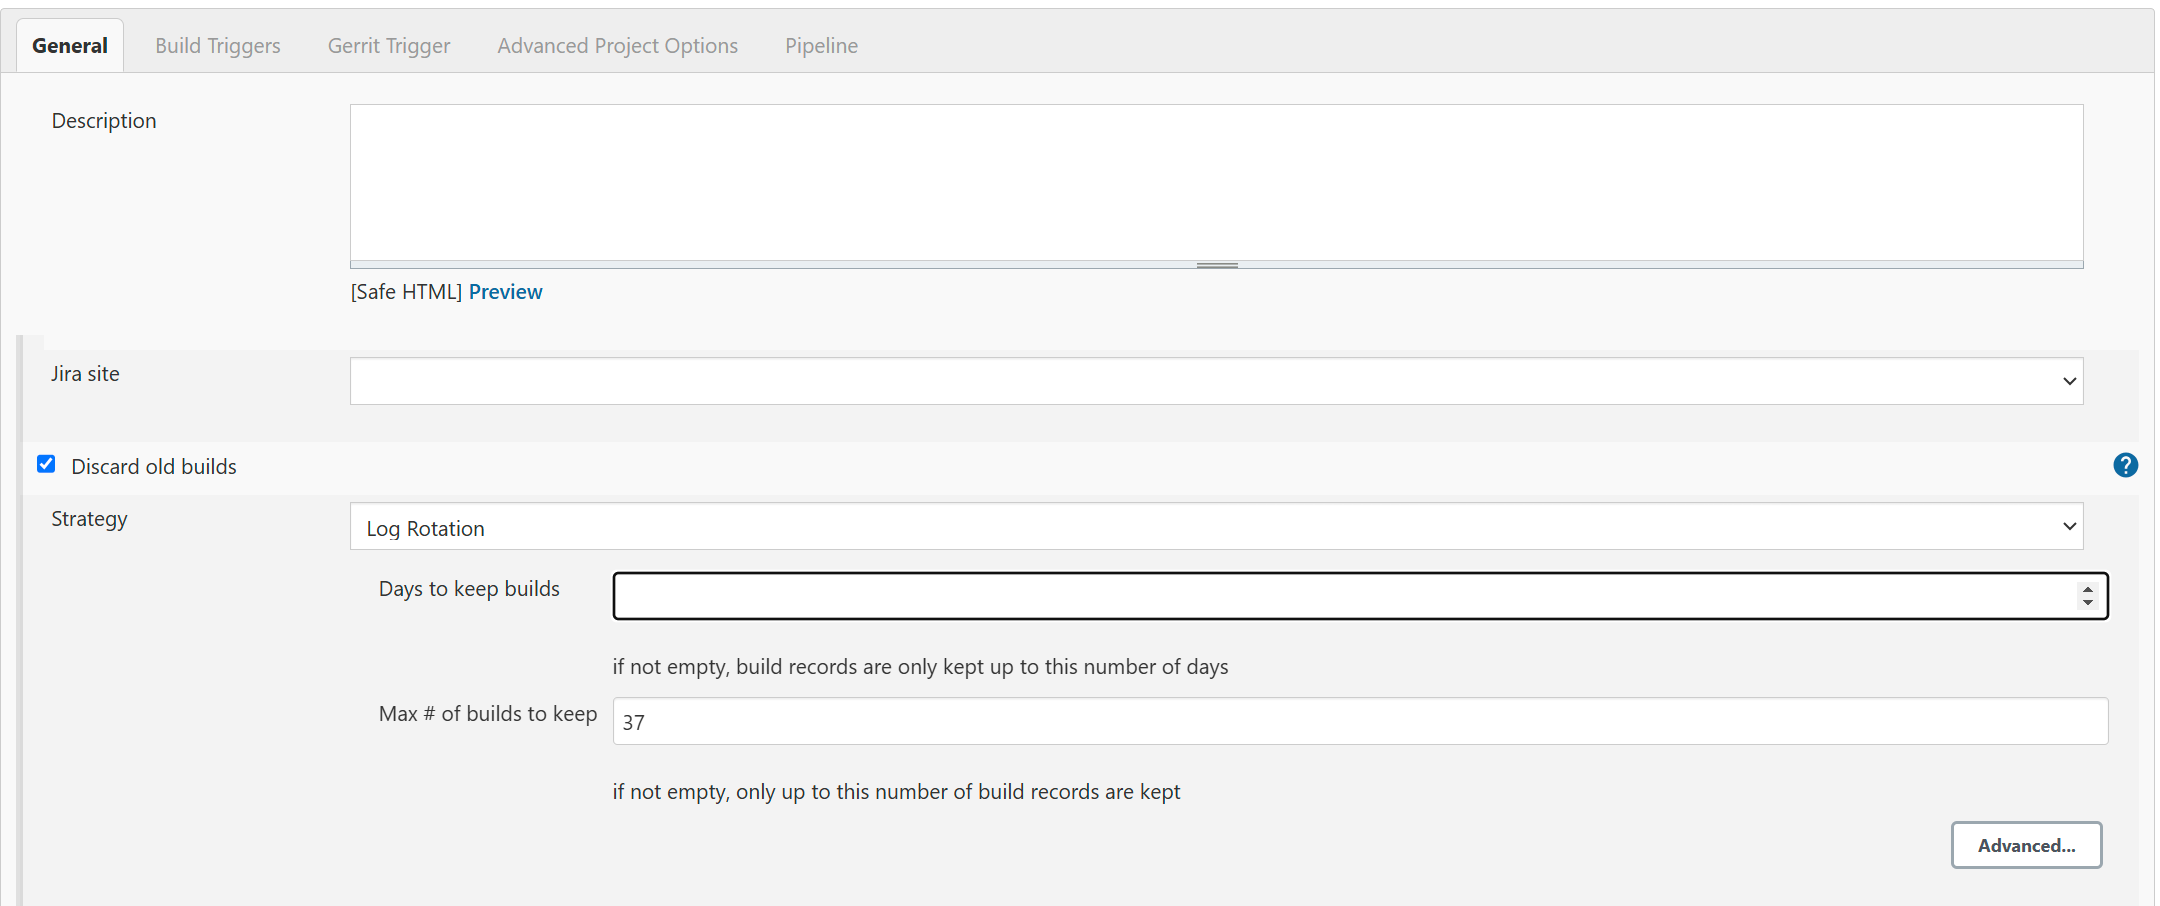 General Build Triggers Gerrit Trigger Advanced Project Options Pipeline
Description
[Safe HTML] Preview
Jira site
Discard old builds
?
Strategy
Log Rotation
Days to keep builds
if not empty, build records are only kept up to this number of days
Max # of builds to keep
37
if not empty, only up to this number of build records are kept
Advanced...